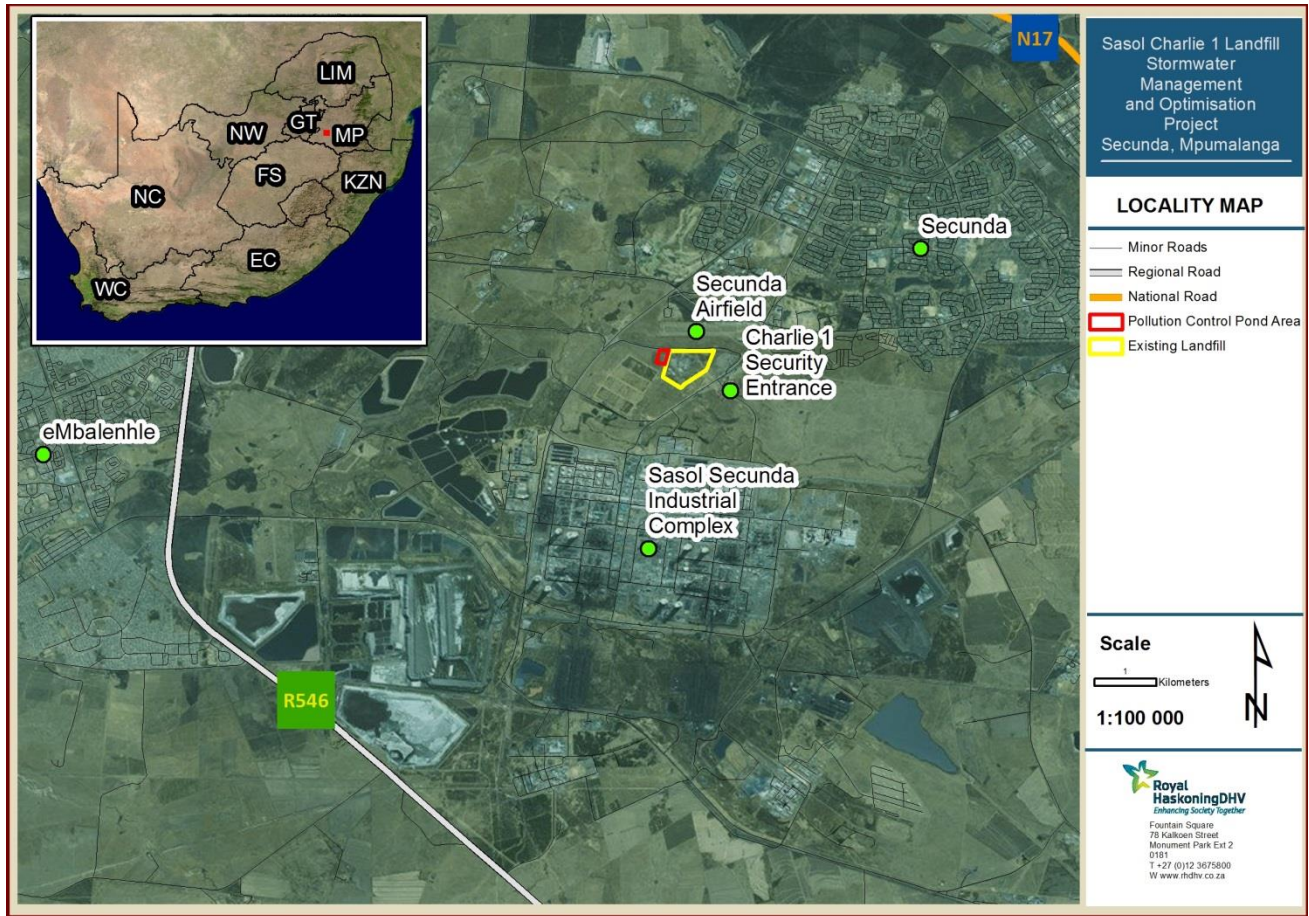 LIM
GT
NW
MP
FS
KZN
NC
EC
WC
N17
Secunda
Secunda
Airfield
Charlie 1
Security
Entrance
eMbalenhle
Sasol Secunda
Industrial
Complex
R546
Sasol Charlie 1 Landfill
Stormwater
Management
and Optimisation
Project
Secunda, Mpumalanga
LOCALITY MAP
Minor Roads
Regional Road
National Road
Pollution Control Pond Area
Existing Landfill
Scale
1
Kilometers
1:100 000
N
Royal
HaskoningDHV
Enhancing Society Together
Fountain Square
78 Kalkoen Street
Monument Park Ext 2
0181
T +27 (0)12 3675800
W www.rhdhv.co.za